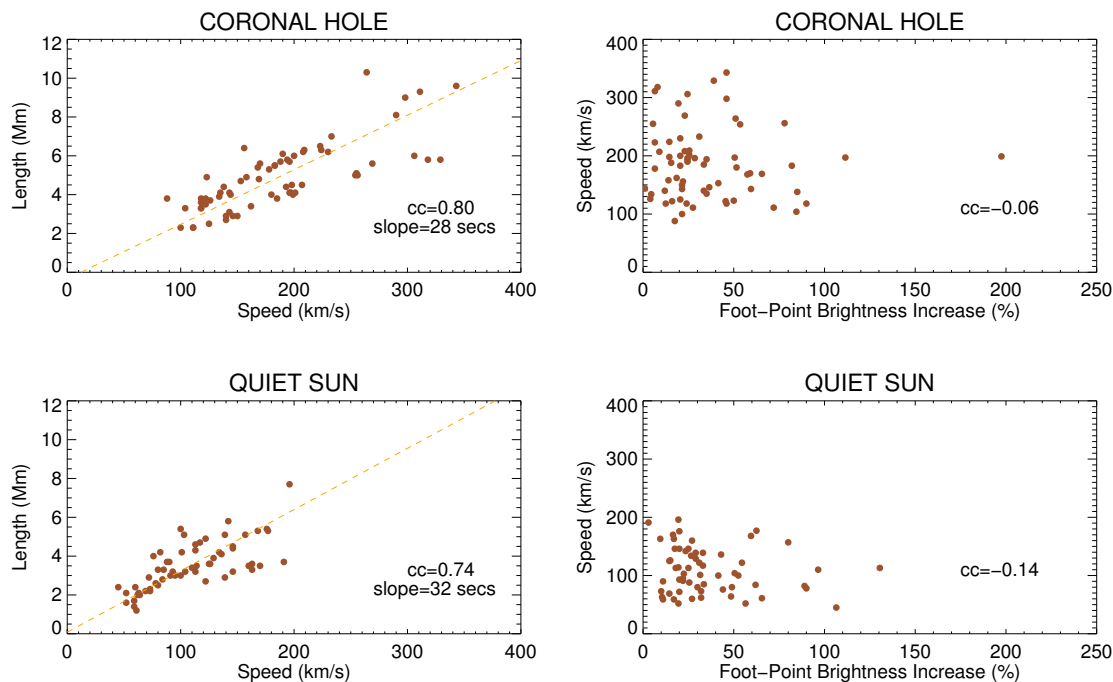 CORONAL HOLE
12
10
8
6
4
2
0
Length (Mm)
cc=0.80
slope=28 secs
0 100 200 300 400
Speed (km/s)
CORONAL HOLE
400
300
200
100
0
Speed (km/s)
cc=−0.06
0 50 100 150 200 250
Foot−Point Brightness Increase (%)
QUIET SUN
12
10
8
6
4
2
0
Length (Mm)
cc=0.74
slope=32 secs
0 100 200 300 400
Speed (km/s)
QUIET SUN
400
300
200
100
0
Speed (km/s)
cc=−0.14
0 50 100 150 200 250
Foot−Point Brightness Increase (%)